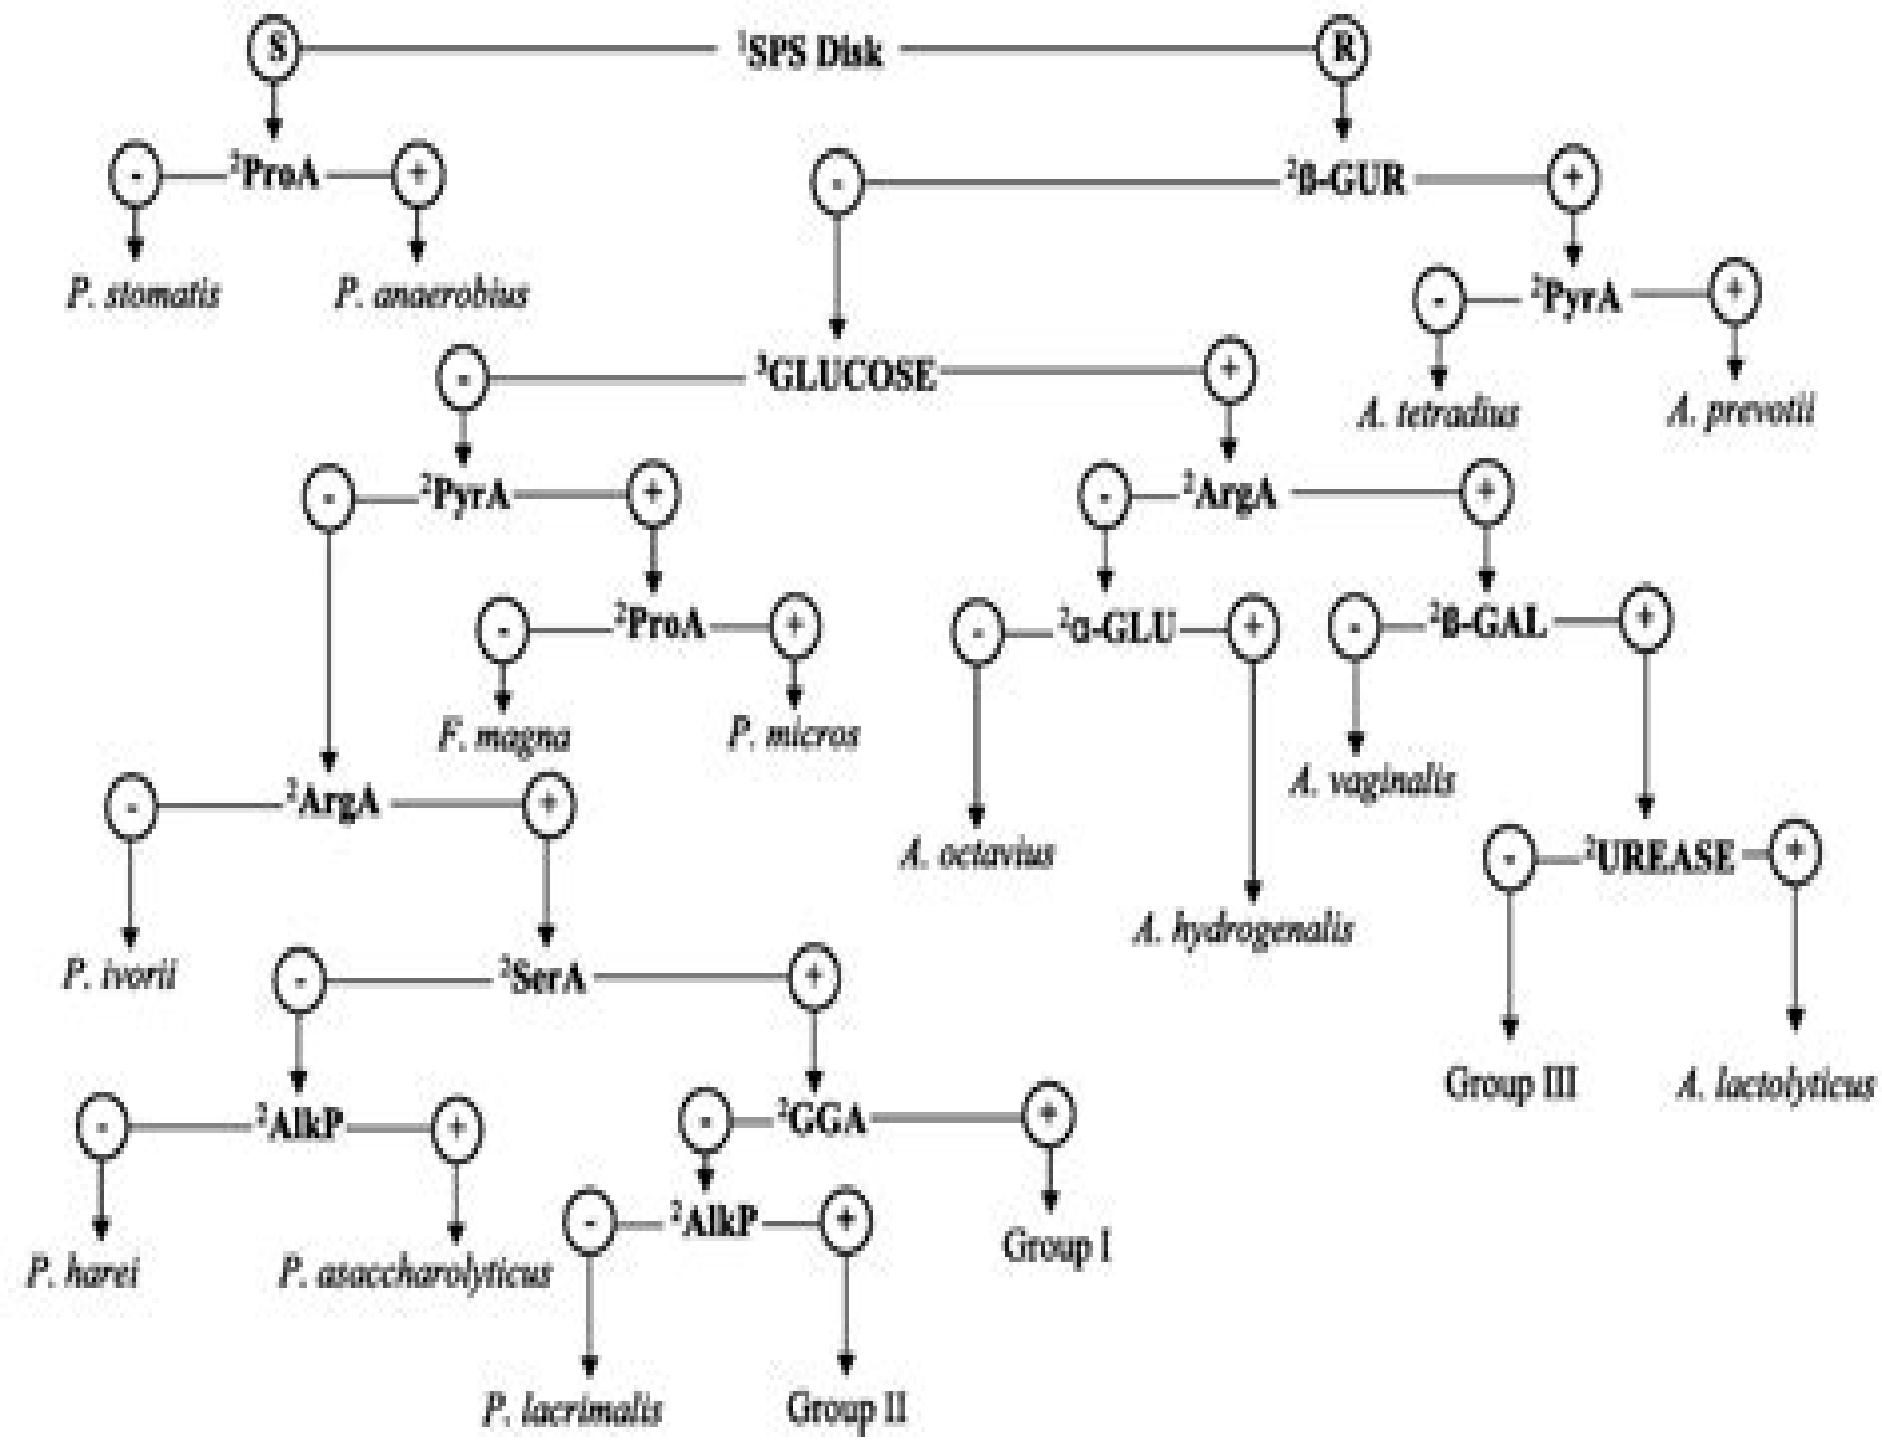 S ¹SPS Disk R
- ²ProA + - ²ß-GUR +
P. stomatis P. anaerobius - ²PyrA +
- ³GLUCOSE + A. tetradius A. prevotii
- ²PyrA + - ²ArgA +
- ²ProA + - ²α-GLU + - ²ß-GAL +
F. magna P. micros A. vaginalis
- ²ArgA + A. octavius - ²UREASE +
P. ivorii - ²SerA + A. hydrogenalis
- ²AlkP + - ²GGA + Group III A. lactolyticus
- ²AlkP + Group I
P. harei P. asaccharolyticus
P. lacrimalis Group II